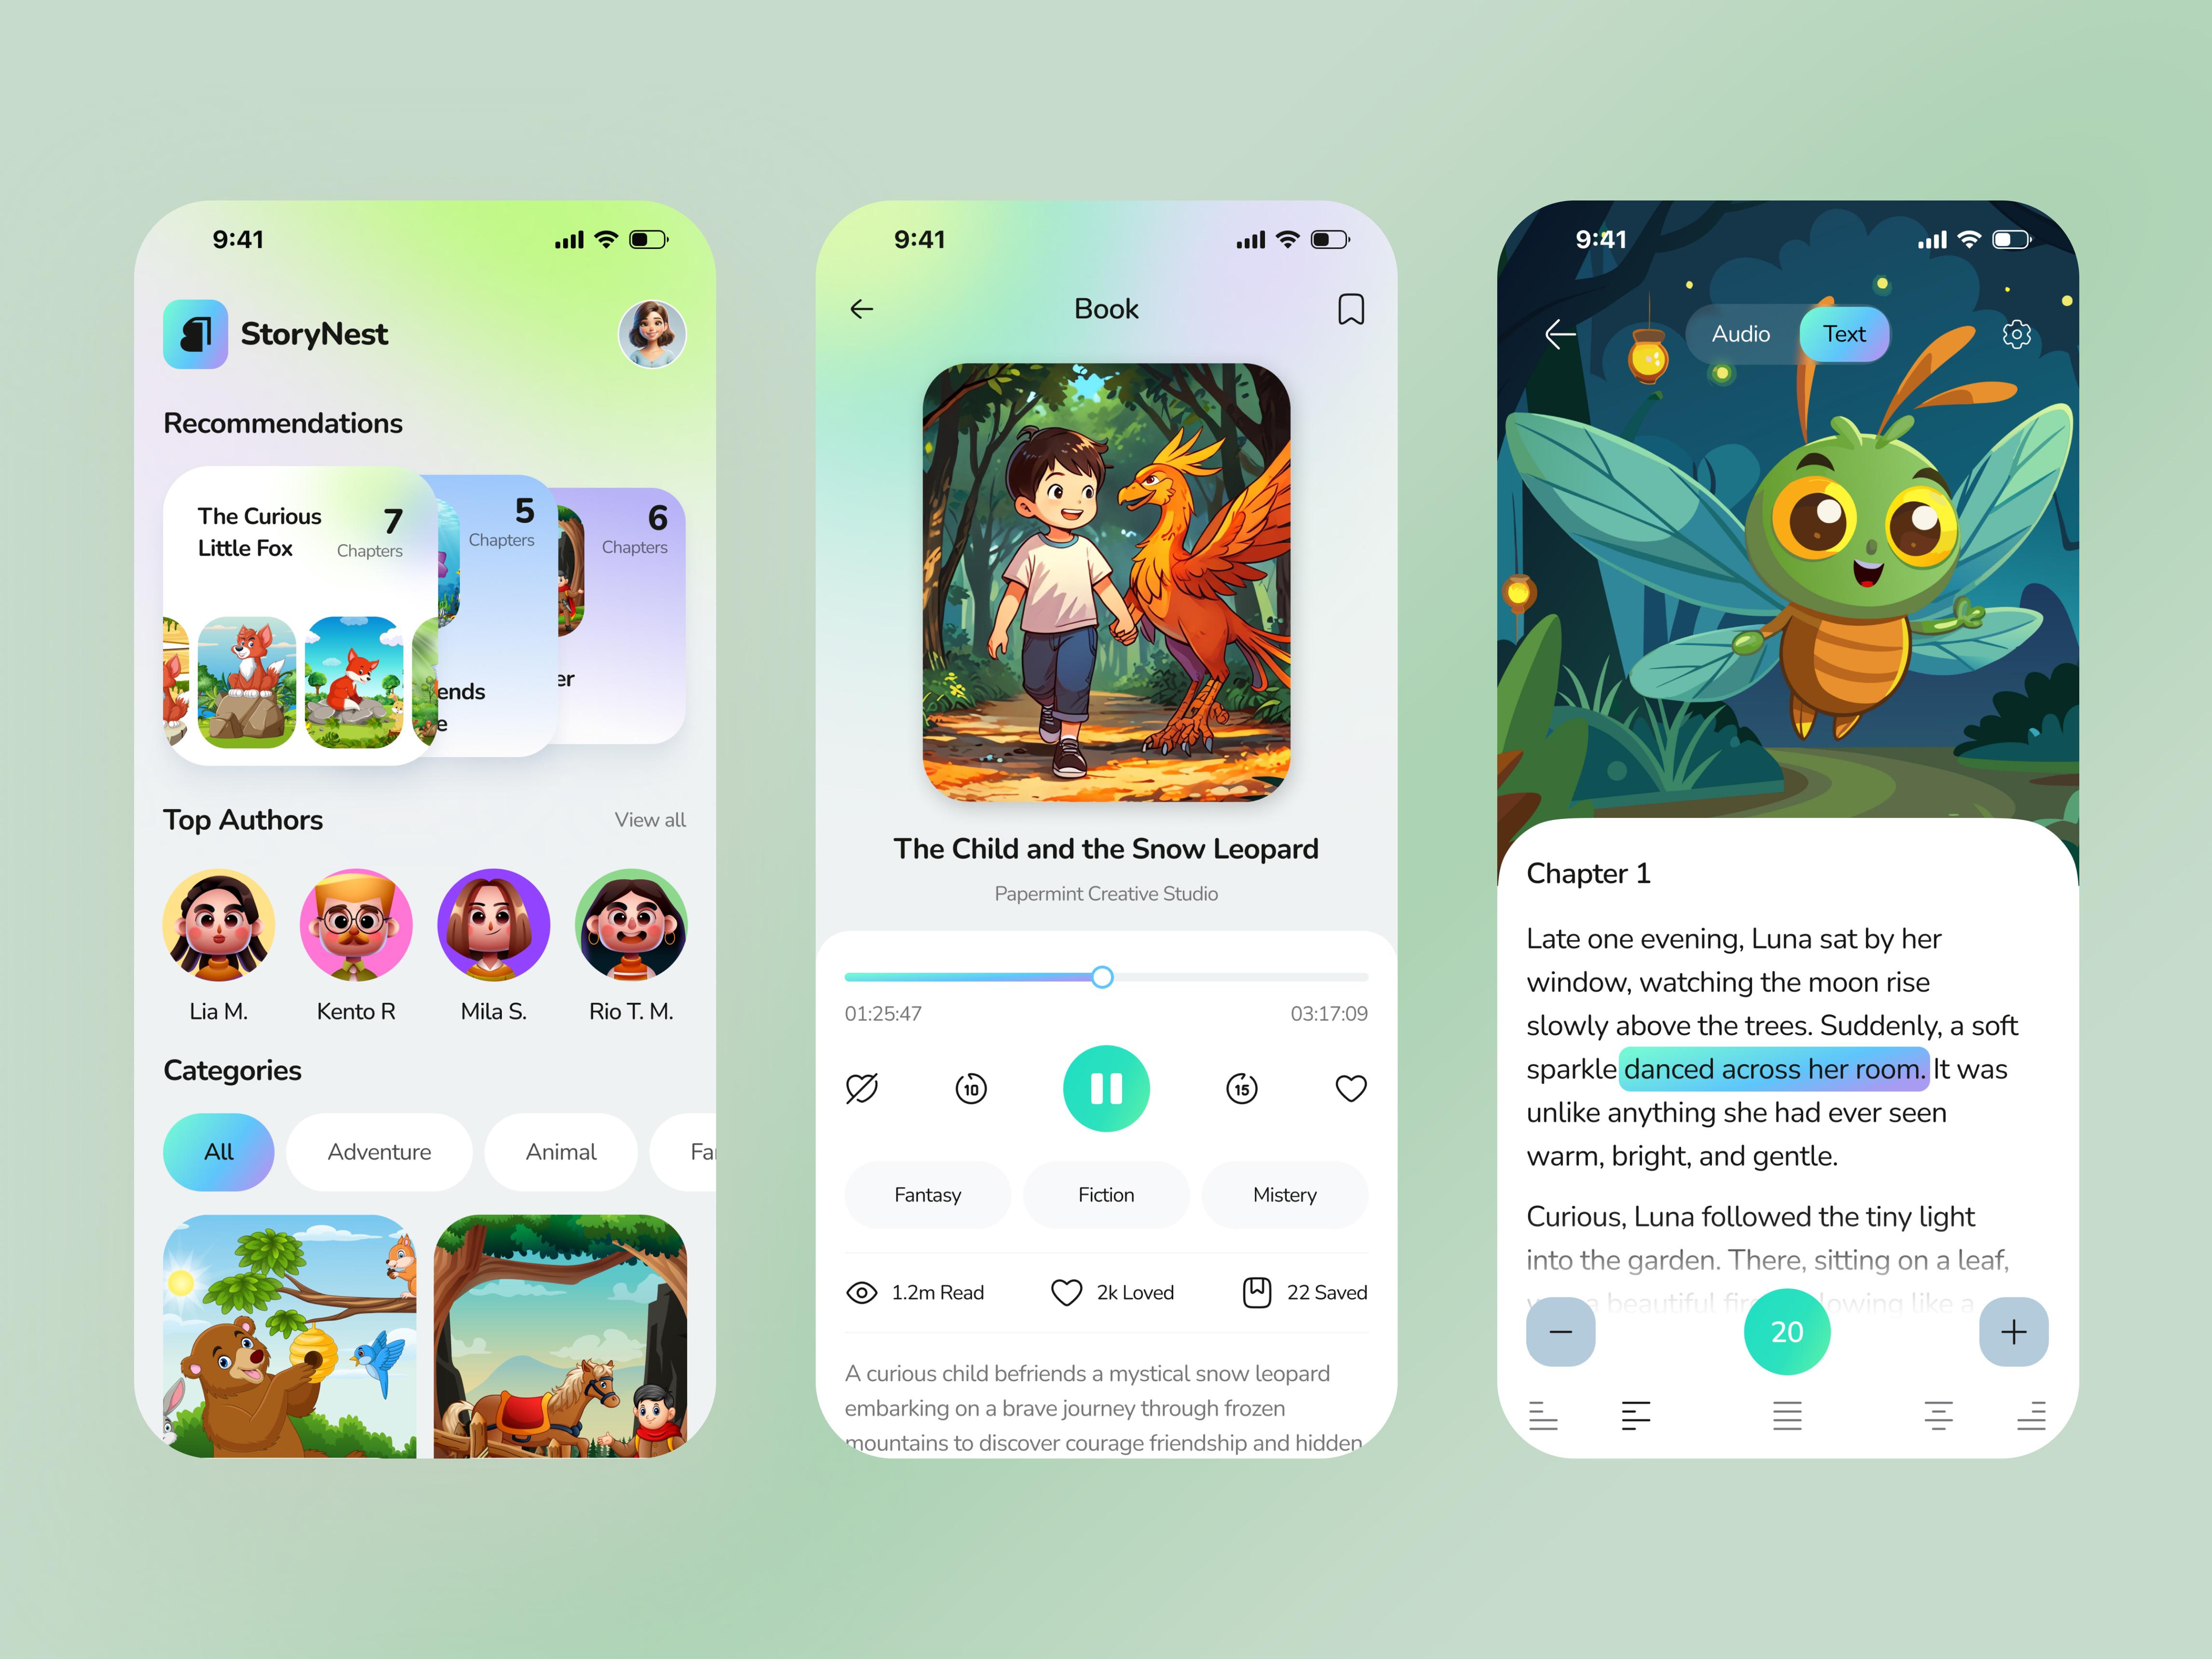 9:41
StoryNest
Recommendations
The Curious
Little Fox
7
Chapters
5
Chapters
ends
e
6
Chapters
er
Top Authors
View all
Lia M.
Kento R
Mila S.
Rio T. M.
Categories
All
Adventure
Animal
Fa
9:41
Book
The Child and the Snow Leopard
Papermint Creative Studio
01:25:47
03:17:09
10
15
Fantasy
Fiction
Mistery
1.2m Read
2k Loved
22 Saved
A curious child befriends a mystical snow leopard
embarking on a brave journey through frozen
mountains to discover courage friendship and hidden
9:41
Audio
Text
Chapter 1
Late one evening, Luna sat by her
window, watching the moon rise
slowly above the trees. Suddenly, a soft
sparkle danced across her room. It was
unlike anything she had ever seen
warm, bright, and gentle.
Curious, Luna followed the tiny light
into the garden. There, sitting on a leaf,
a beautiful lowing like a
20